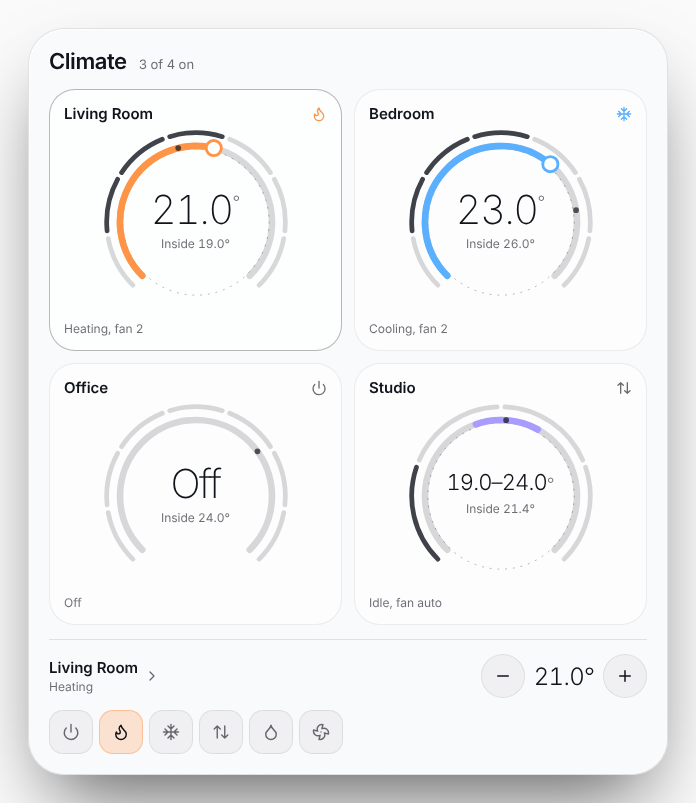 Climate 3 of 4 on
Living Room
21.0°
Inside 19.0°
Heating, fan 2
Bedroom
23.0°
Inside 26.0°
Cooling, fan 2
Office
Off
Inside 24.0°
Off
Studio
19.0–24.0°
Inside 21.4°
Idle, fan auto
Living Room
Heating
− 21.0° +